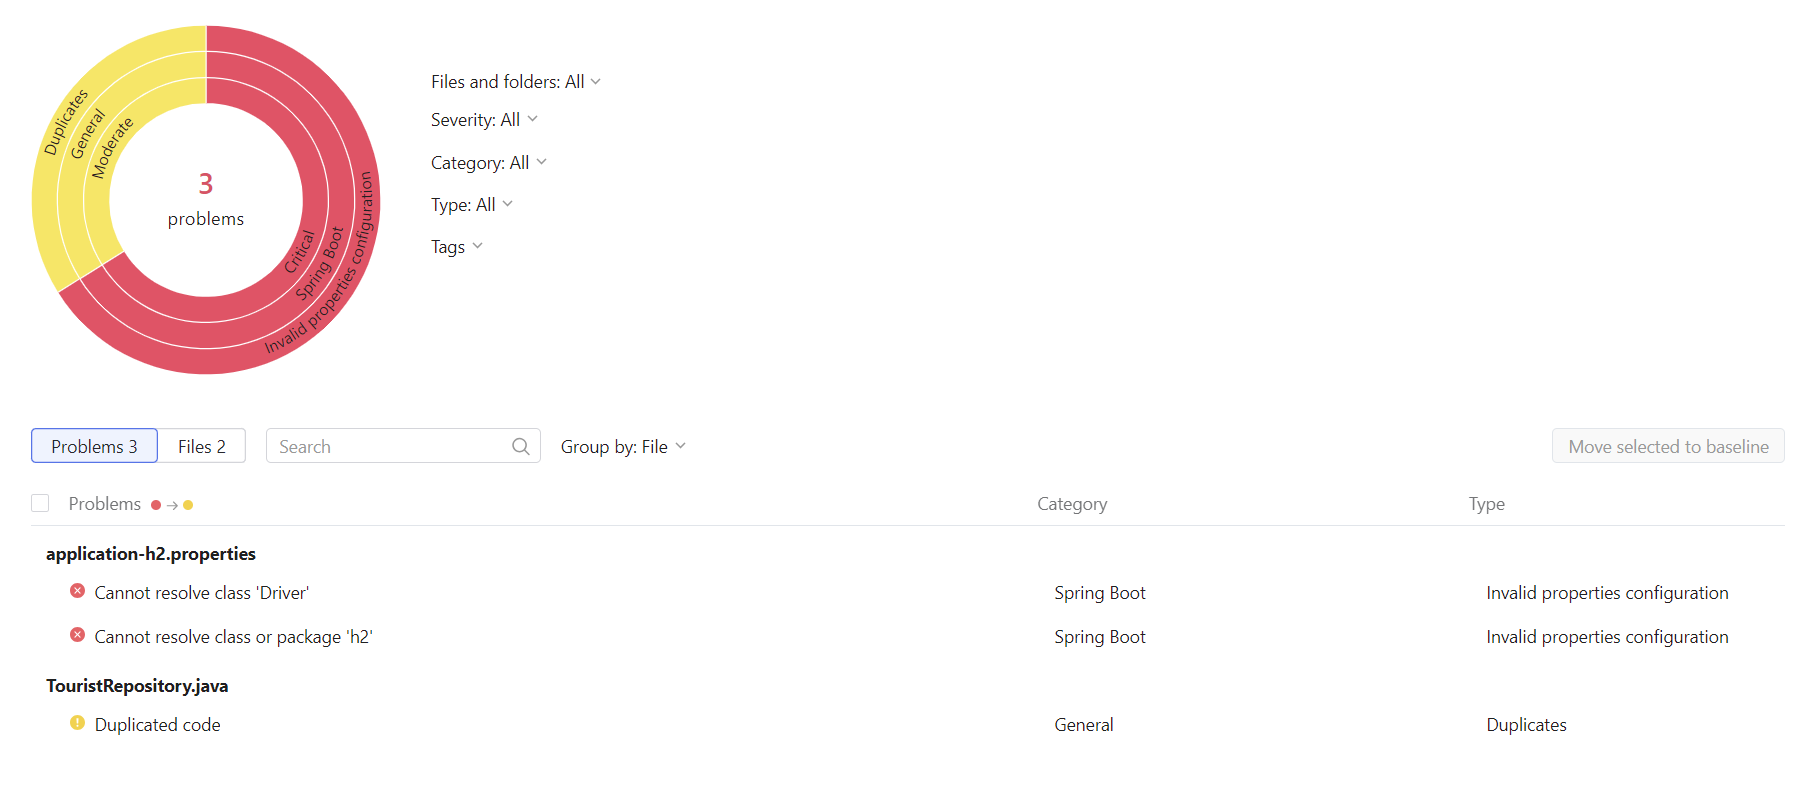 Duplicates
General
Moderate
3
problems
Critical
Spring Boot
Invalid properties configuration
Files and folders: All
Severity: All
Category: All
Type: All
Tags
Problems 3
Files 2
Search
Group by: File
Move selected to baseline
Problems
Category
Type
application-h2.properties
Cannot resolve class 'Driver'
Spring Boot
Invalid properties configuration
Cannot resolve class or package 'h2'
Spring Boot
Invalid properties configuration
TouristRepository.java
Duplicated code
General
Duplicates